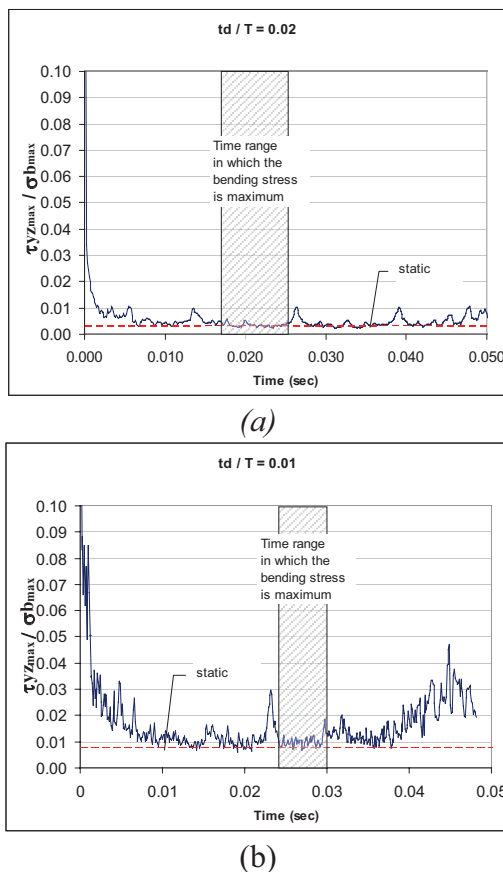 td / T = 0.02
τyzmax / σbmax
0.10
0.09
0.08
0.07
0.06
0.05
0.04
0.03
0.02
0.01
0.00
Time range
in which the
bending stress
is maximum
static
0.000
0.010
0.020
0.030
0.040
0.050
Time (sec)
(a)
td / T = 0.01
τyzmax / σbmax
0.10
0.09
0.08
0.07
0.06
0.05
0.04
0.03
0.02
0.01
0.00
Time range
in which the
bending stress
is maximum
static
0
0.01
0.02
0.03
0.04
0.05
Time (sec)
(b)